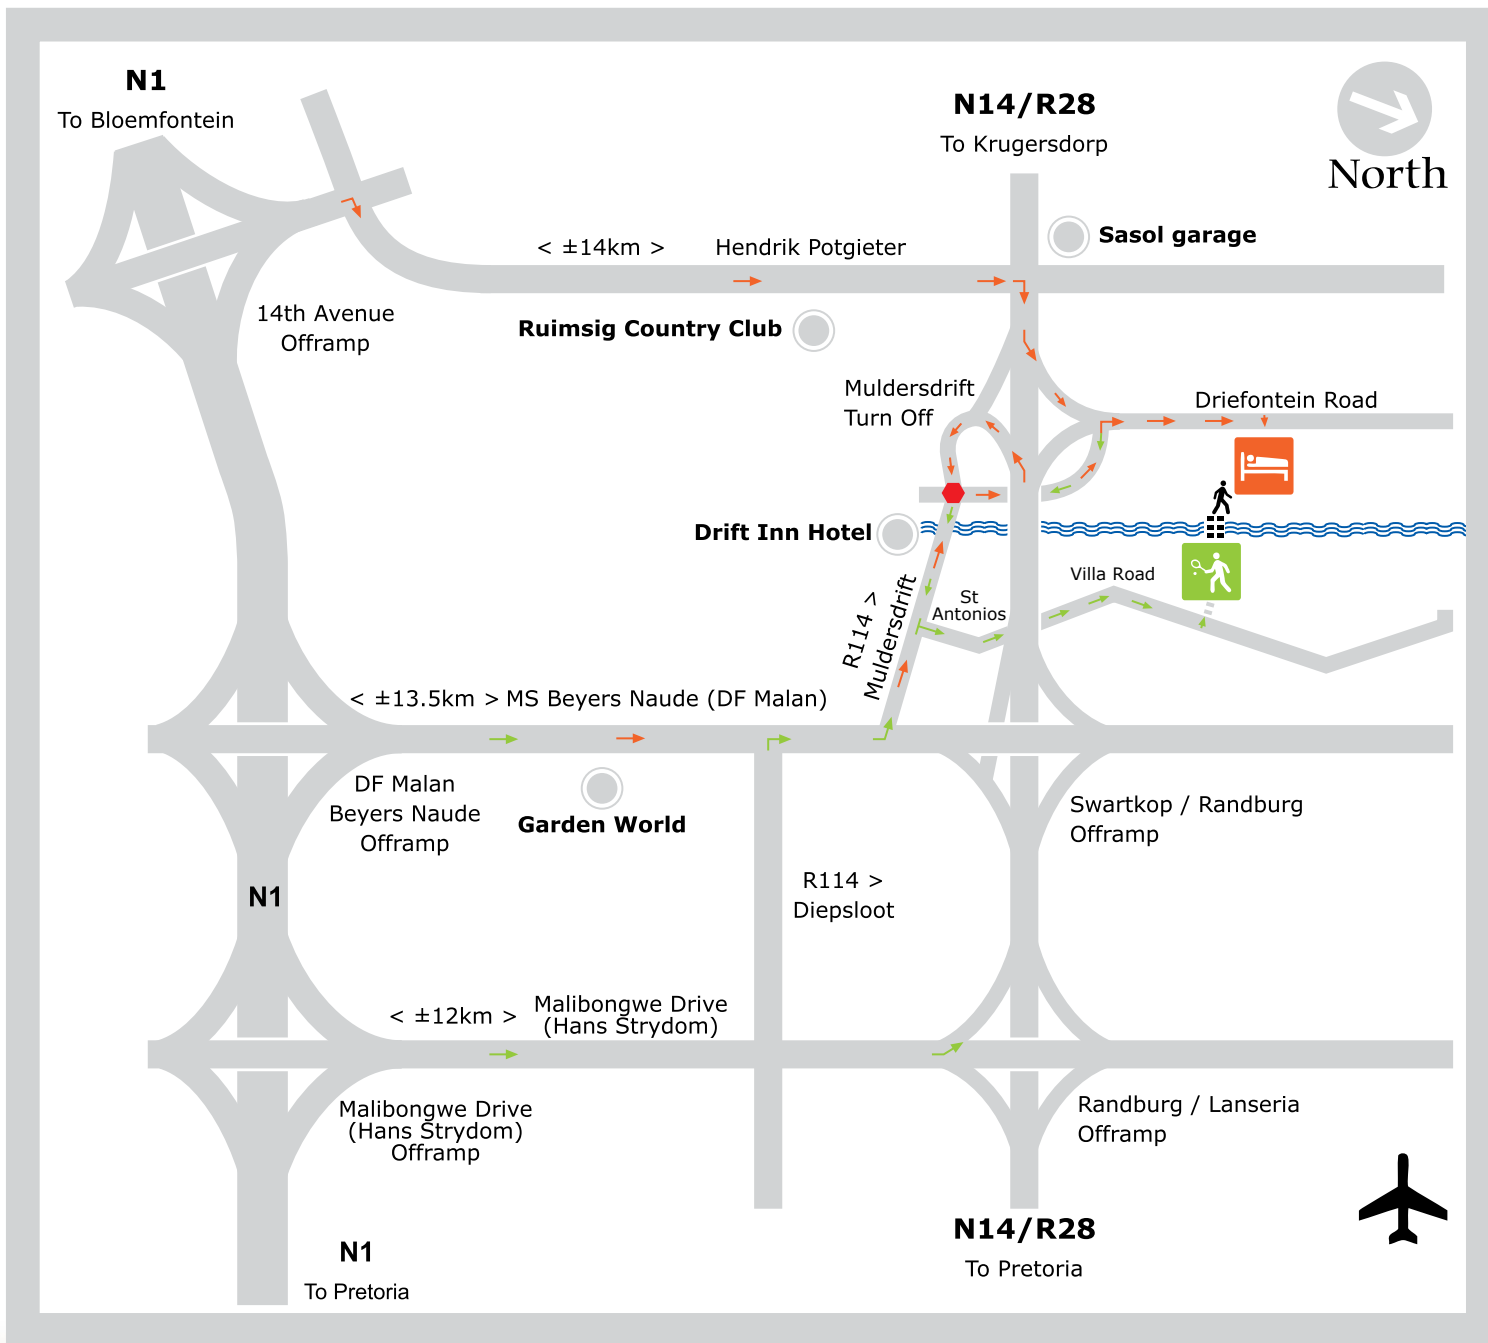 N1
To Bloemfontein
N14/R28
To Krugersdorp
North
Sasol garage
< ±14km >
Hendrik Potgieter
14th Avenue
Offramp
Ruimsig Country Club
Muldersdrift
Turn Off
Driefontein Road
Drift Inn Hotel
Villa Road
St
Antonios
R114 >
Muldersdrift
< ±13.5km > MS Beyers Naude (DF Malan)
DF Malan
Beyers Naude
Offramp
Garden World
Swartkop / Randburg
Offramp
N1
R114 >
Diepsloot
< ±12km >
Malibongwe Drive
(Hans Strydom)
Malibongwe Drive
(Hans Strydom)
Offramp
Randburg / Lanseria
Offramp
N1
To Pretoria
N14/R28
To Pretoria